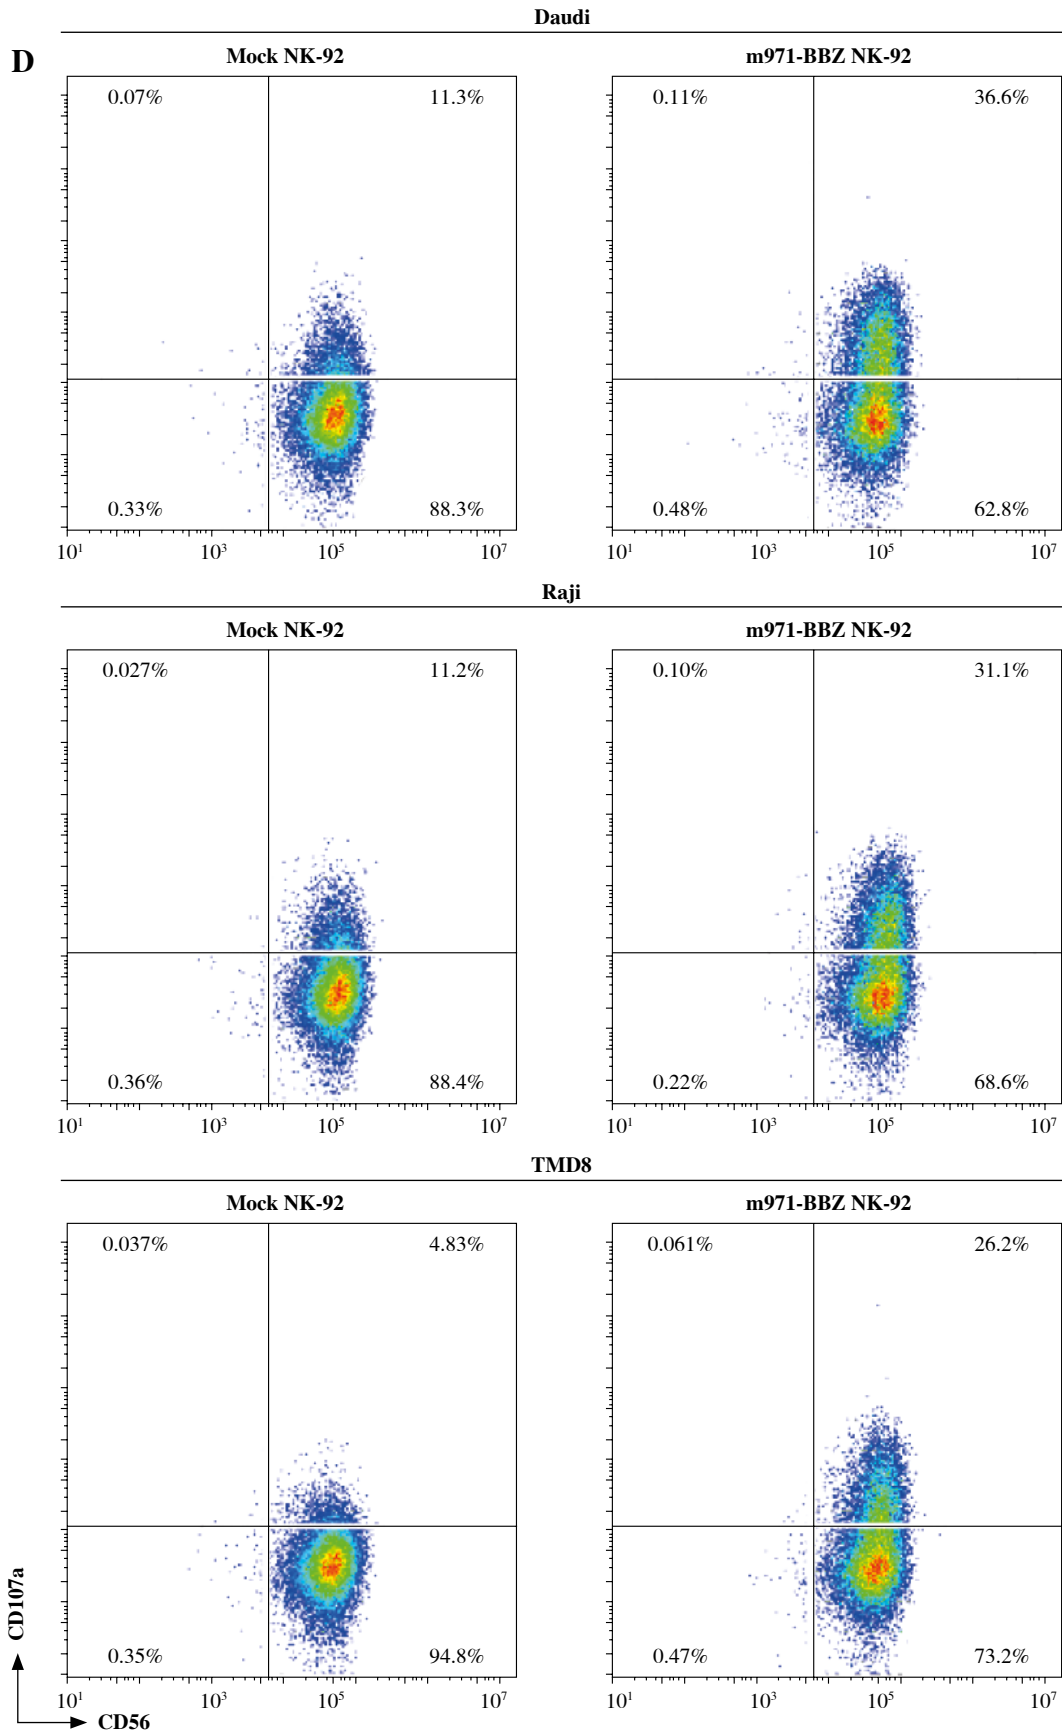 Daudi
D
Mock NK-92 m971-BBZ NK-92
0.07% 11.3% 0.11% 36.6%
0.33% 88.3% 0.48% 62.8%
10¹ 10³ 10⁵ 10⁷ 10¹ 10³ 10⁵ 10⁷
Raji
Mock NK-92 m971-BBZ NK-92
0.027% 11.2% 0.10% 31.1%
0.36% 88.4% 0.22% 68.6%
10¹ 10³ 10⁵ 10⁷ 10¹ 10³ 10⁵ 10⁷
TMD8
Mock NK-92 m971-BBZ NK-92
0.037% 4.83% 0.061% 26.2%
0.35% 94.8% 0.47% 73.2%
10¹ 10³ 10⁵ 10⁷ 10¹ 10³ 10⁵ 10⁷
CD107a
CD56